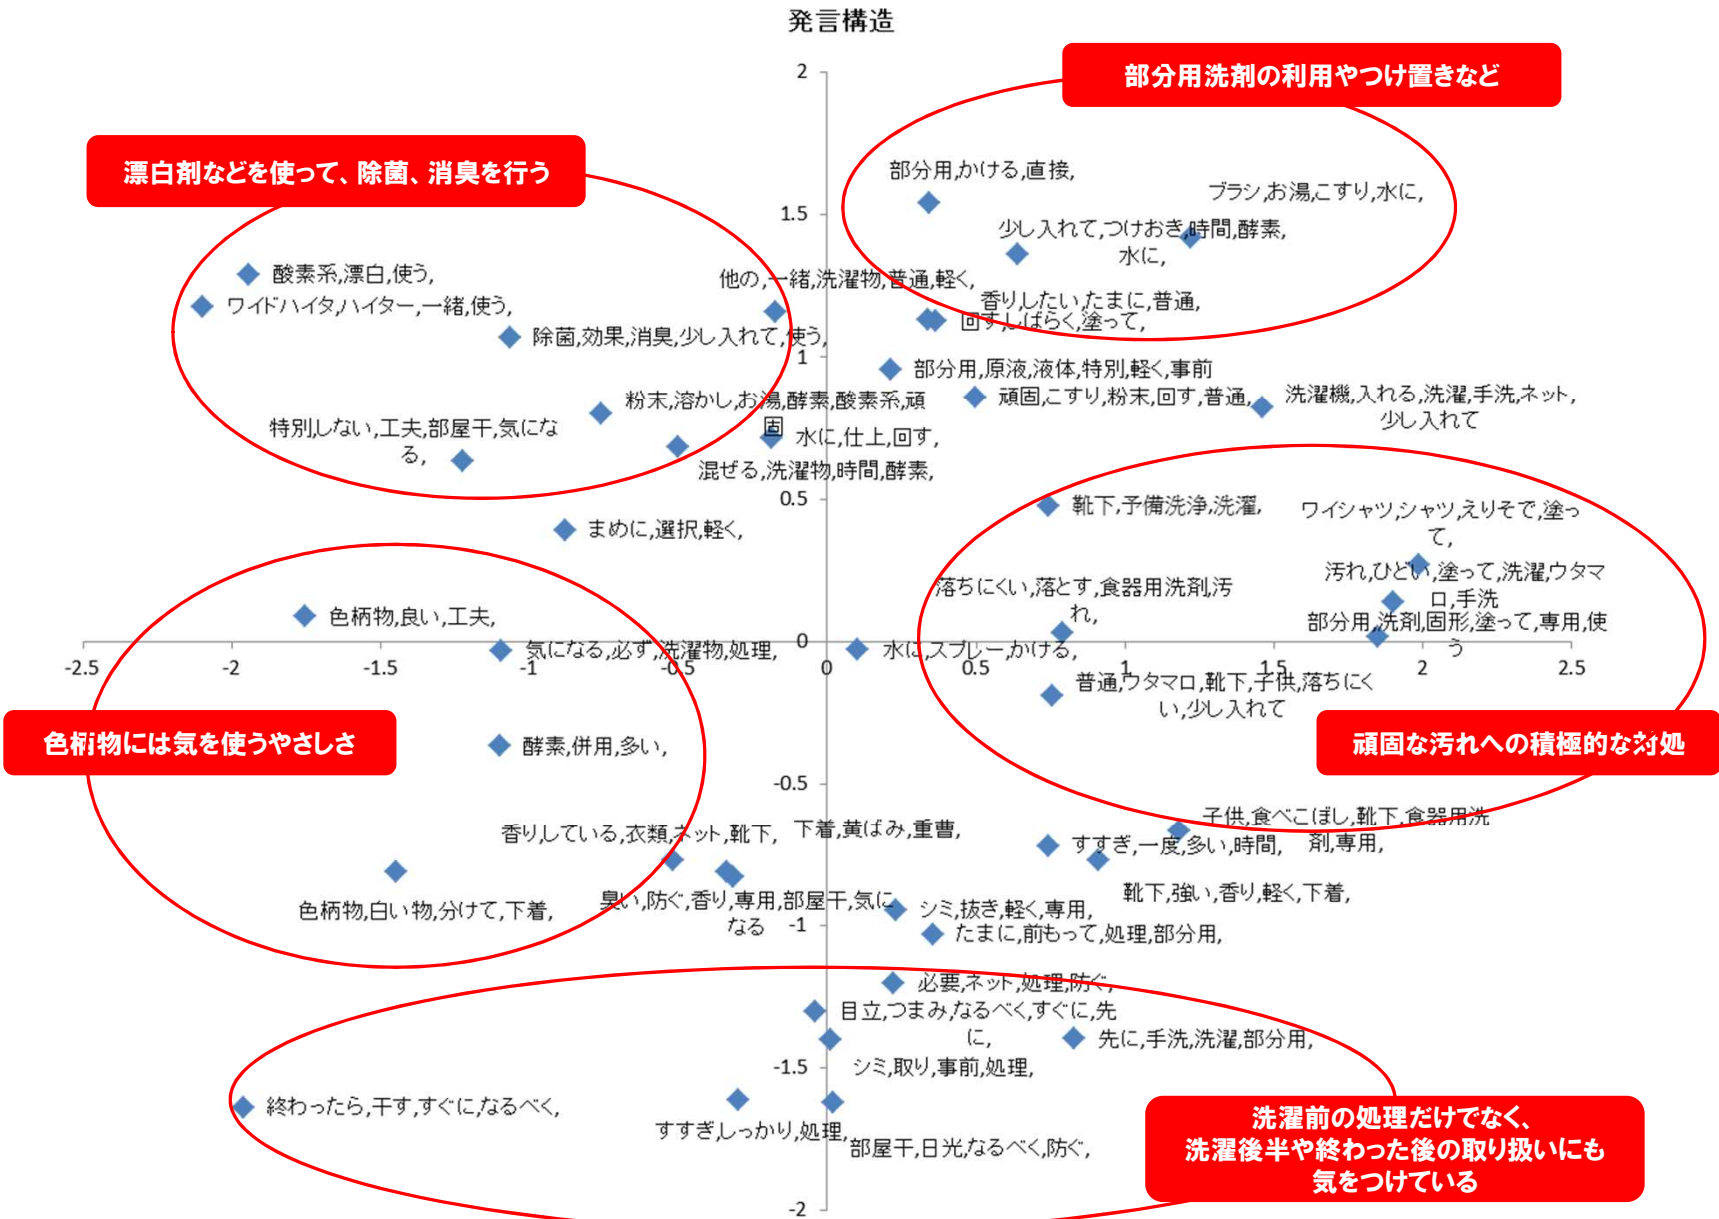 発言構造
2
部分用洗剤の利用やつけ置きなど
漂白剤などを使って、除菌、消臭を行う
部分用,かける,直接,
ブラシ,お湯,こすり,水に,
1.5
少し入れて,つけおき,時間,酵素,
水に,
酸素系,漂白,使う,
他の,一緒,洗濯物,普通,軽く,
ワイドハイタ,ハイター,一緒,使う,
香りしたい,たまに,普通,
回す,しばらく,塗って,
除菌,効果,消臭,少し入れて,使う,
1
部分用,原液,液体,特別,軽く,事前
頑固,こすり,粉末,回す,普通,
洗濯機,入れる,洗濯,手洗,ネット,
少し入れて
粉末,溶かし,お湯,酵素,酸素系,頑
固
特別,しない,工夫,部屋干,気にな
る,
水に,仕上,回す,
混ぜる,洗濯物,時間,酵素,
0.5
靴下,予備洗浄,洗濯,
ワイシャツ,シャツ,えりそで,塗っ
て,
まめに,選択,軽く,
汚れ,ひどい,塗って,洗濯,ウタマ
ロ,手洗
落ちにくい,落とす,食器用洗剤,汚
れ,
色柄物,良い,工夫,
部分用,洗剤,固形,塗って,専用,使
う
0
気になる,必ず,洗濯物,処理,
水に,スプレー,かける,
-2.5
-2
-1.5
-1
-0.5
0.5
1
1.5
2
2.5
普通,ウタマロ,靴下,子供,落ちにく
い,少し入れて
色柄物には気を使うやさしさ
頑固な汚れへの積極的な対処
酵素,併用,多い,
-0.5
子供,食べこぼし,靴下,食器用洗
剤,専用,
香りしている,衣類,ネット,靴下,
下着,黄ばみ,重曹,
すすぎ,一度,多い,時間,
靴下,強い,香り,軽く,下着,
色柄物,白い物,分けて,下着,
臭い,防ぐ,香り,専用,部屋干,気に
なる
シミ,抜き,軽く,専用,
-1
たまに,前もって,処理,部分用,
必要,ネット,処理,防ぐ,
目立,つまみ,なるべく,すぐに,先
に,
先に,手洗,洗濯,部分用,
-1.5
シミ,取り,事前,処理,
終わったら,干す,すぐに,なるべく,
すすぎ,しっかり,処理,
部屋干,日光,なるべく,防ぐ,
洗濯前の処理だけでなく、
洗濯後半や終わった後の取り扱いにも
気をつけている
-2